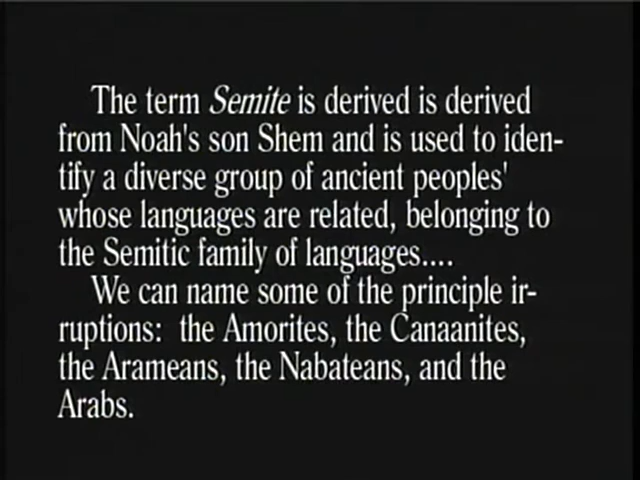 The term Semite is derived is derived
from Noah's son Shem and is used to iden-
tify a diverse group of ancient peoples'
whose languages are related, belonging to
the Semitic family of languages....
We can name some of the principle ir-
ruptions:  the Amorites, the Canaanites,
the Arameans, the Nabateans, and the
Arabs.